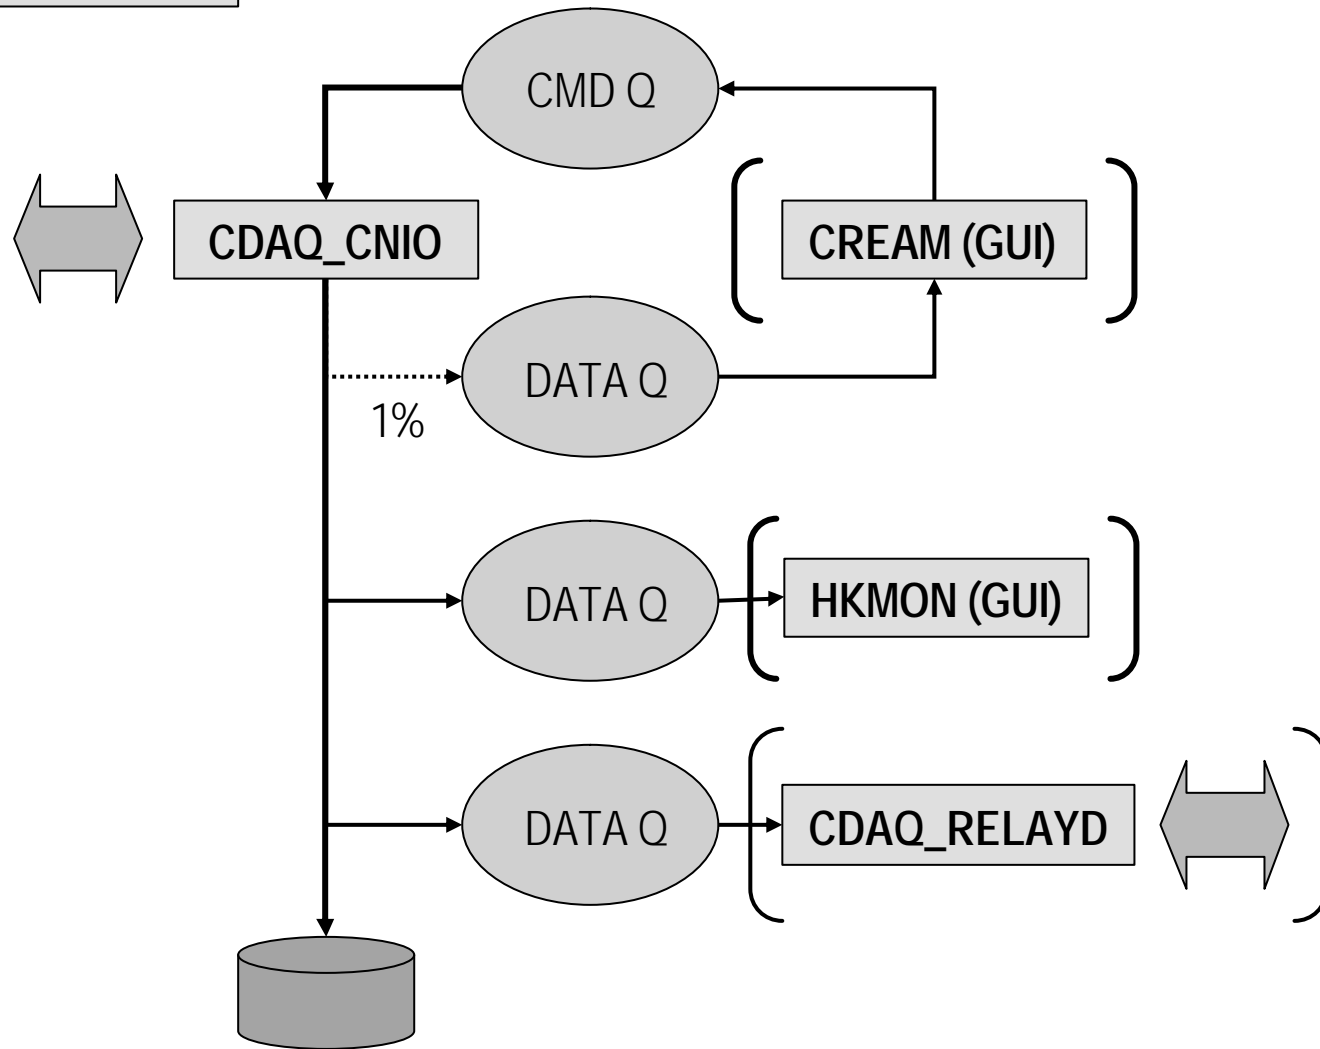 CMD Q
CDAQ_CNIO
CREAM (GUI)
DATA Q
1%
DATA Q
HKMON (GUI)
DATA Q
CDAQ_RELAYD